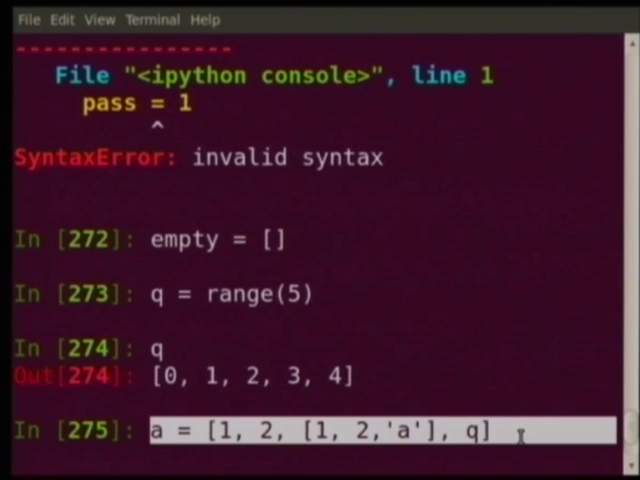 File Edit View Terminal Help
----------------
File "<ipython console>", line 1
pass = 1
^
SyntaxError: invalid syntax
In [272]: empty = []
In [273]: q = range(5)
In [274]: q
Out[274]: [0, 1, 2, 3, 4]
In [275]: a = [1, 2, [1, 2,'a'], q]